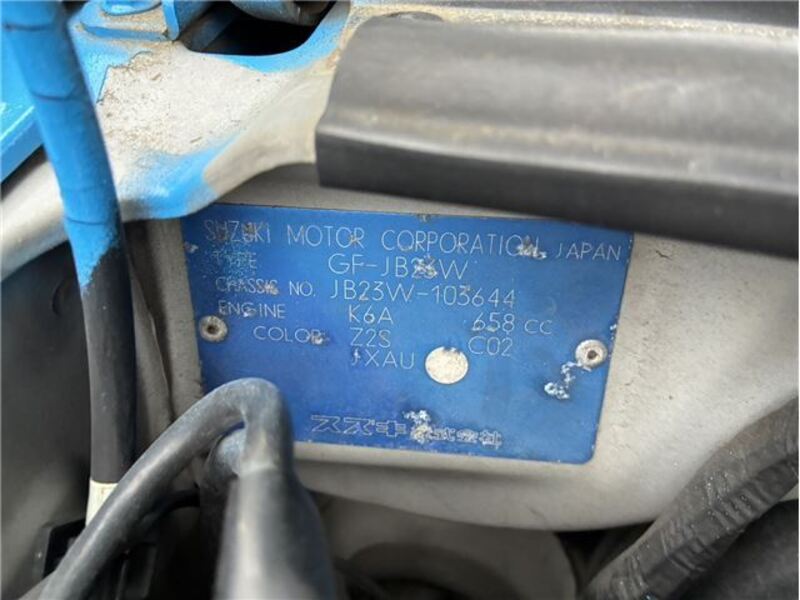 SUZUKI MOTOR CORPORATION, JAPAN
TYPE GF-JB23W
CHASSIS NO. JB23W-103644
ENGINE K6A 658 CC
COLOR Z2S C02
JXAU
スズキ株式会社